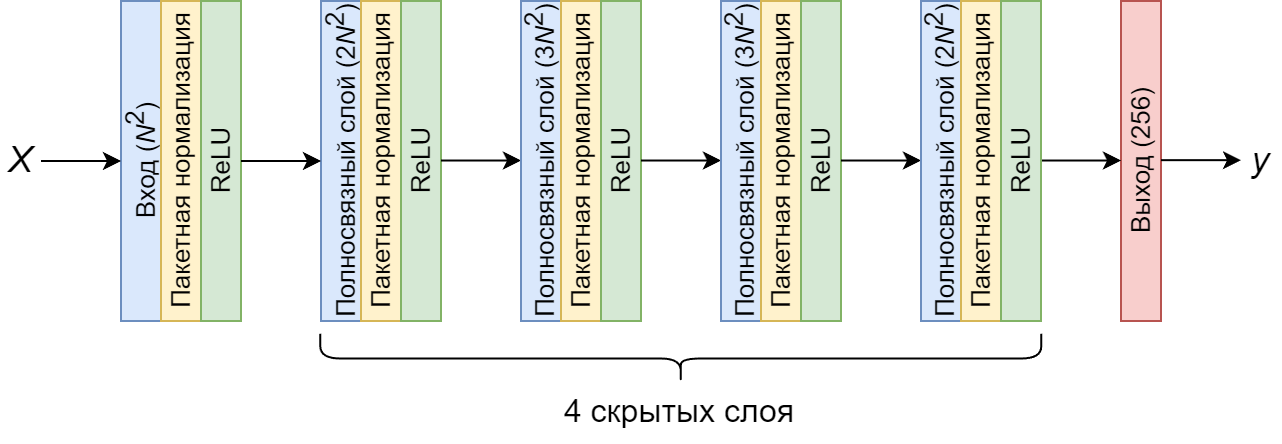 X
Вход (N²)
Пакетная нормализация
ReLU
Полносвязный слой (2N²)
Пакетная нормализация
ReLU
Полносвязный слой (3N²)
Пакетная нормализация
ReLU
Полносвязный слой (3N²)
Пакетная нормализация
ReLU
Полносвязный слой (2N²)
Пакетная нормализация
ReLU
Выход (256)
y
4 скрытых слоя